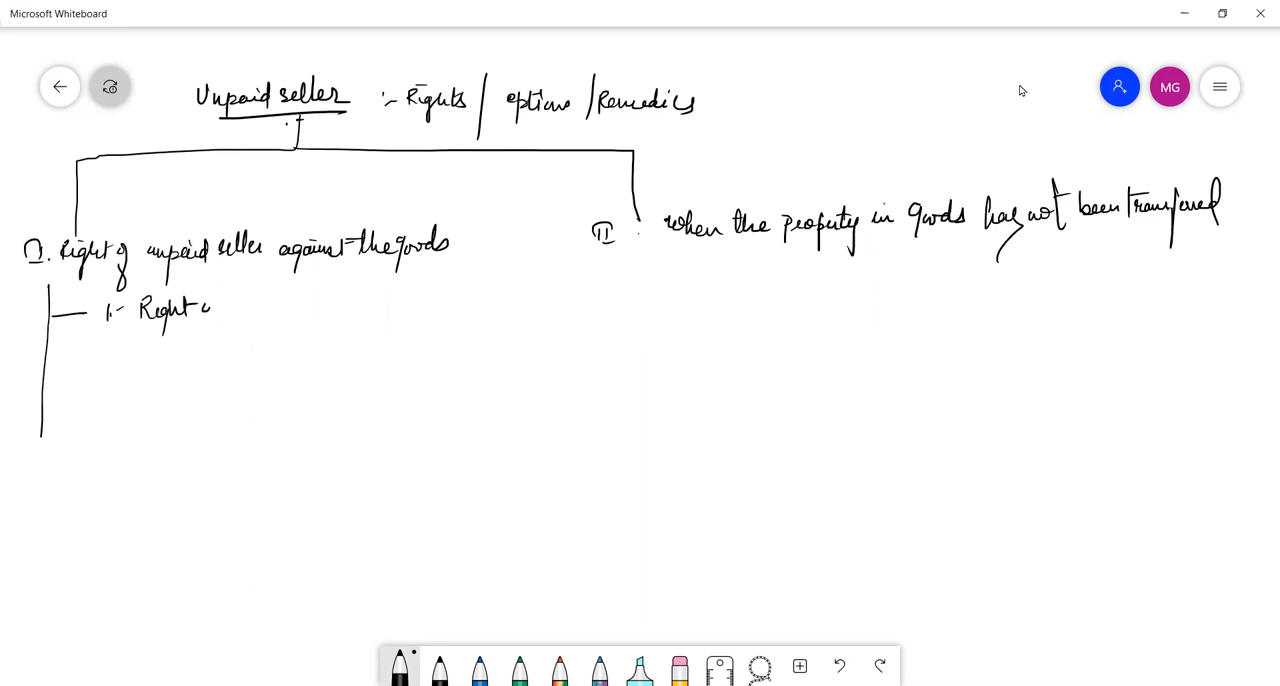 Microsoft Whiteboard
MG
Unpaid seller :- Rights / options / Remedies
I. Right of unpaid seller against the goods
II. when the property in goods has not been transferred
1:- Right